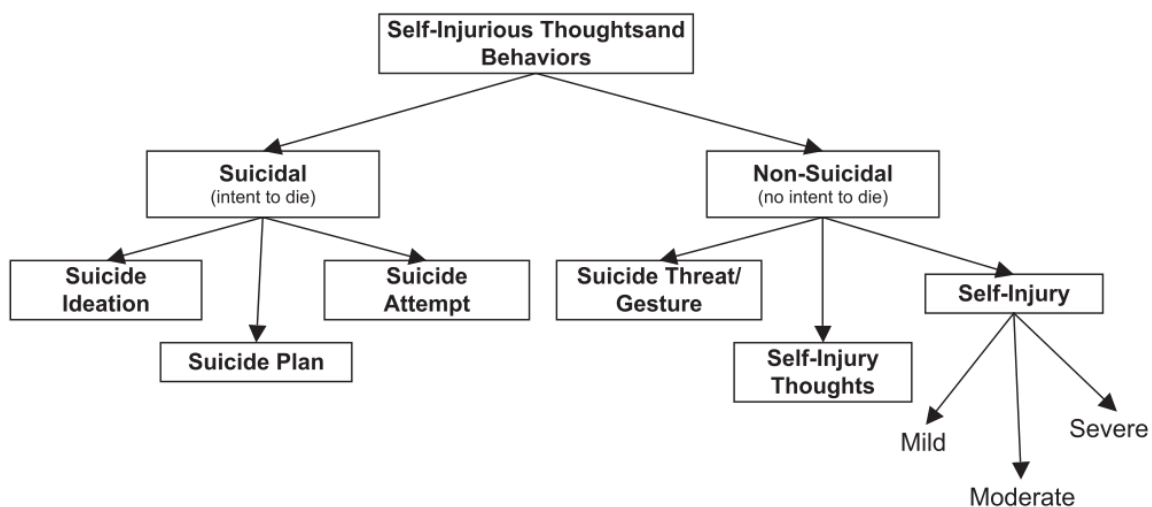 Self-Injurious Thoughtsand
Behaviors
Suicidal
(intent to die)
Non-Suicidal
(no intent to die)
Suicide
Ideation
Suicide Plan
Suicide
Attempt
Suicide Threat/
Gesture
Self-Injury
Thoughts
Self-Injury
Mild
Moderate
Severe